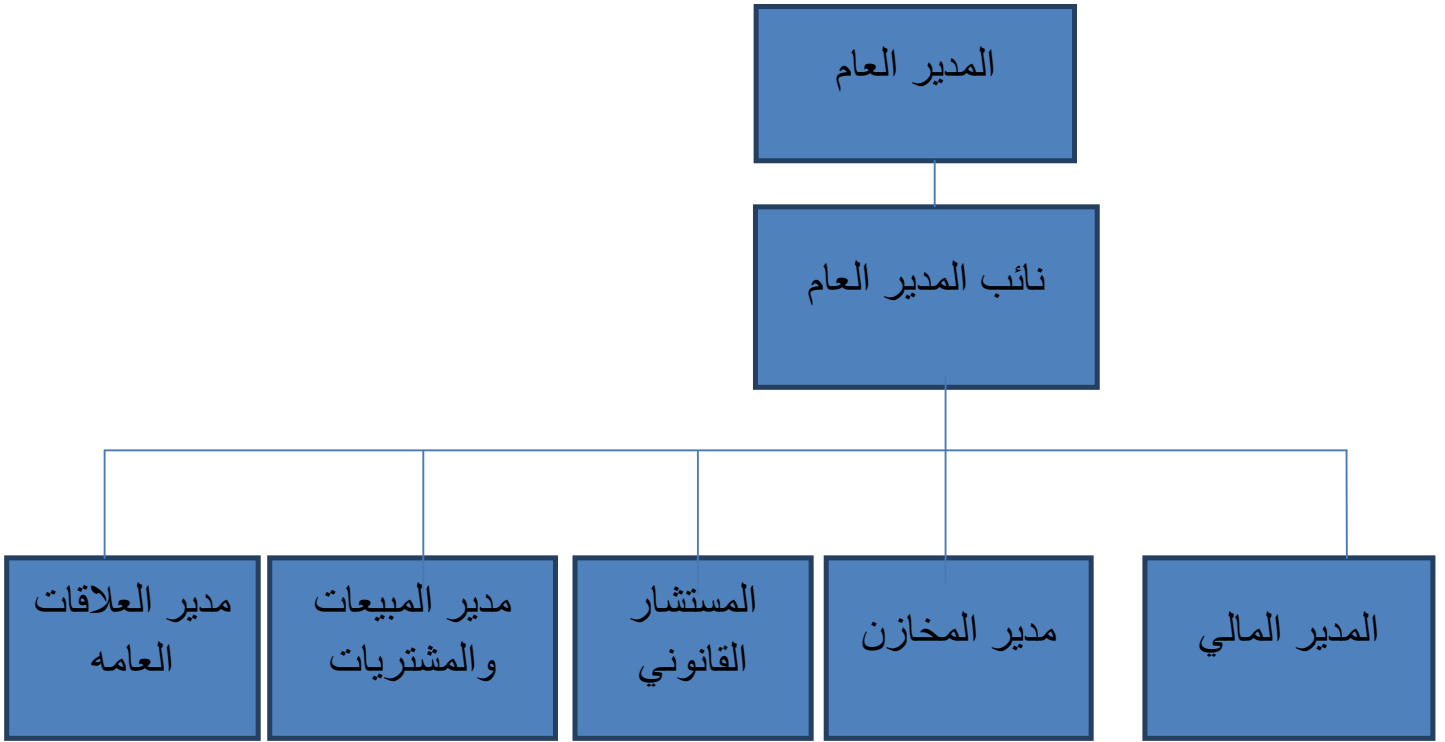 المدير العام
نائب المدير العام
المدير المالي
مدير المخازن
المستشار
القانوني
مدير المبيعات
والمشتريات
مدير العلاقات
العامه